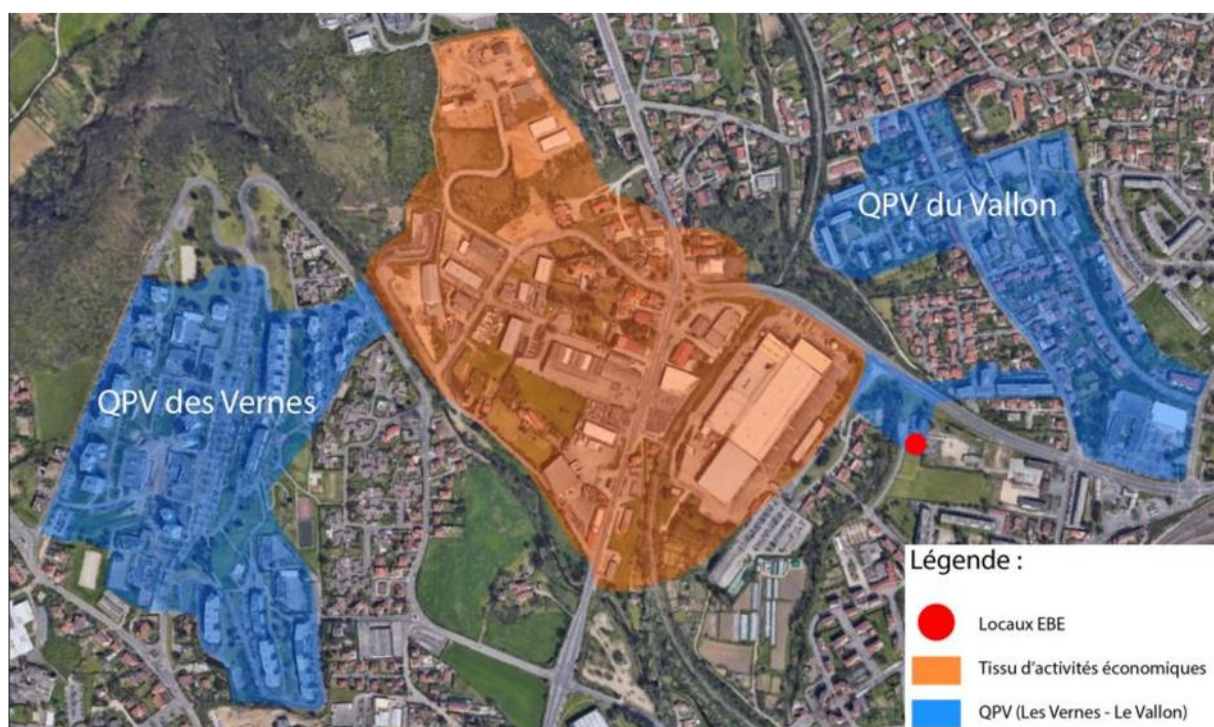 QPV du Vallon
QPV des Vernes
Légende :
Locaux EBE
Tissu d'activités économiques
QPV (Les Vernes - Le Vallon)